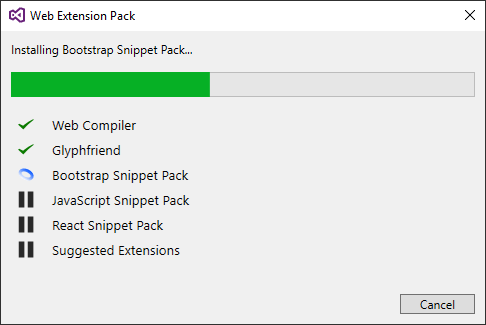 Web Extension Pack
Installing Bootstrap Snippet Pack...
Web Compiler
Glyphfriend
Bootstrap Snippet Pack
JavaScript Snippet Pack
React Snippet Pack
Suggested Extensions
Cancel